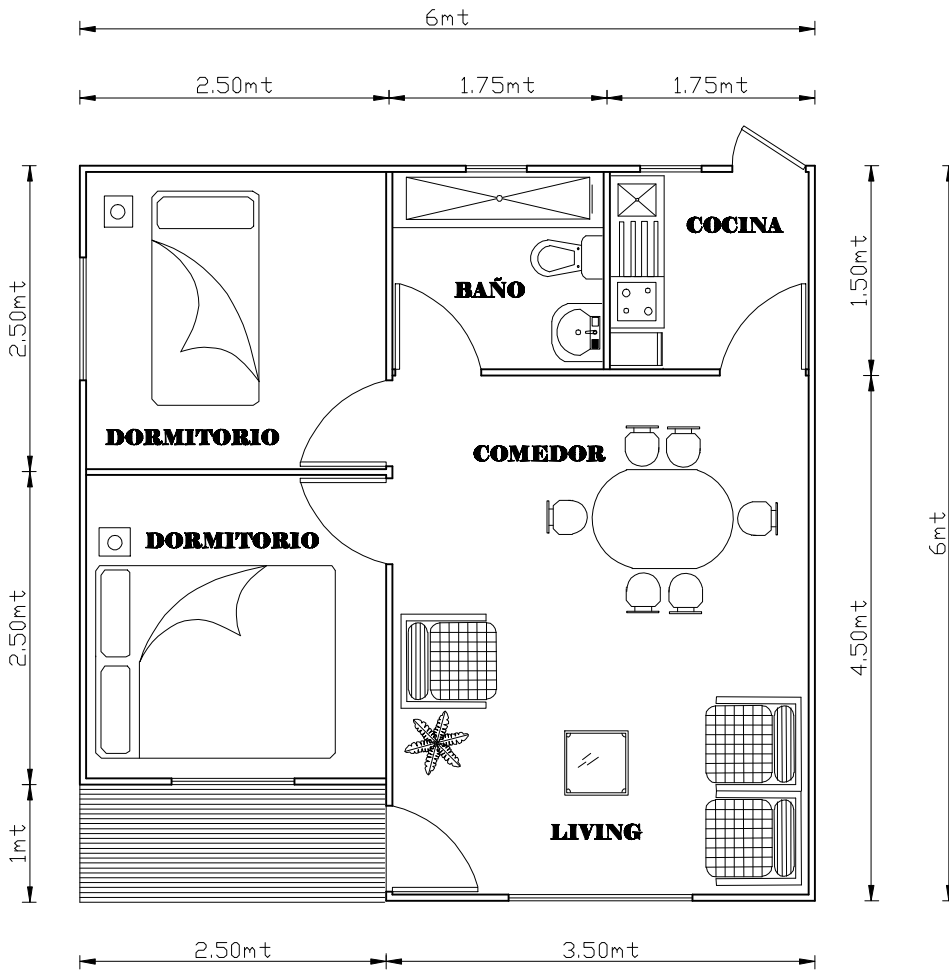 6mt
2.50mt 1.75mt 1.75mt
COCINA
1.50mt
BAÑO
2.50mt
DORMITORIO
COMEDOR
DORMITORIO
6mt
2.50mt
4.50mt
LIVING
1mt
2.50mt 3.50mt